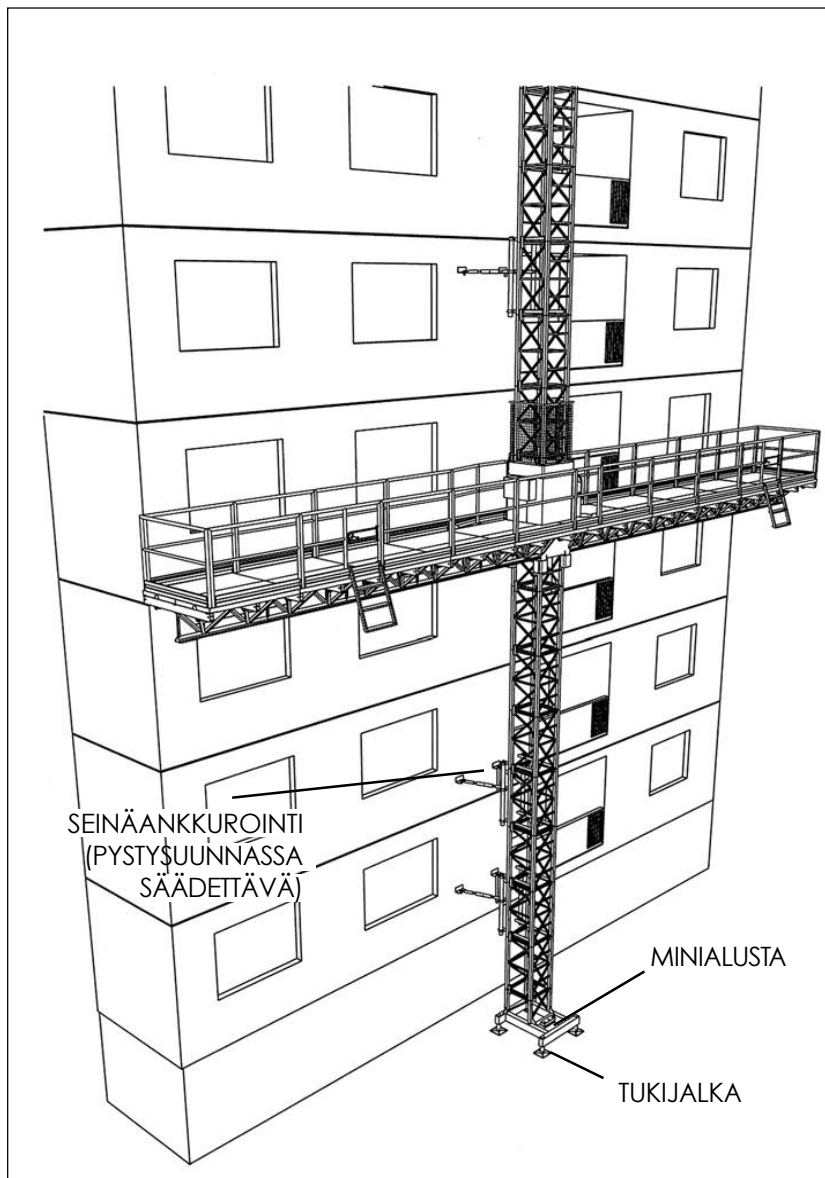 SEINÄANKKUROINTI
(PYSTYSUUNNASSA
SÄÄDETTÄVÄ)
MINIALUSTA
TUKIJALKA